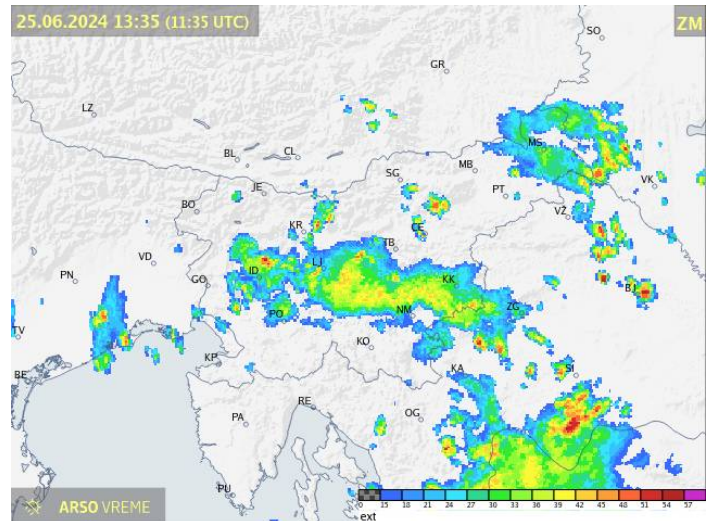 25.06.2024 13:35 (11:35 UTC)
ZM
SO
GR
LZ
BL
CL
MS
MB
SG
VK
JE
PT
BO
VŽ
KR
CE
TB
VD
LJ
ID
PN
GO
KK
BJ
PO
NM
ZG
TV
KO
KP
KA
SI
BE
RE
PA
OG
PU
ARSO VREME
0 15 18 21 24 27 30 33 36 39 42 45 48 51 54 57
ext